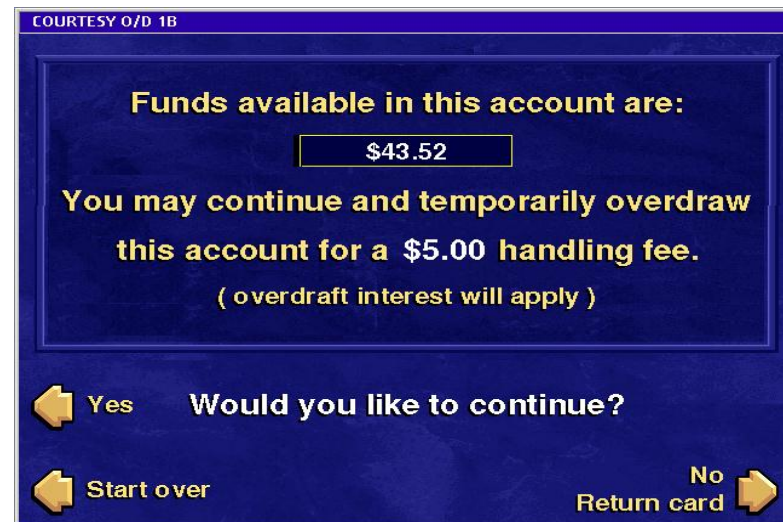 COURTESY O/D 1B
Funds available in this account are:
$43.52
You may continue and temporarily overdraw
this account for a $5.00 handling fee.
( overdraft interest will apply )
Yes
Would you like to continue?
Start over
No
Return card